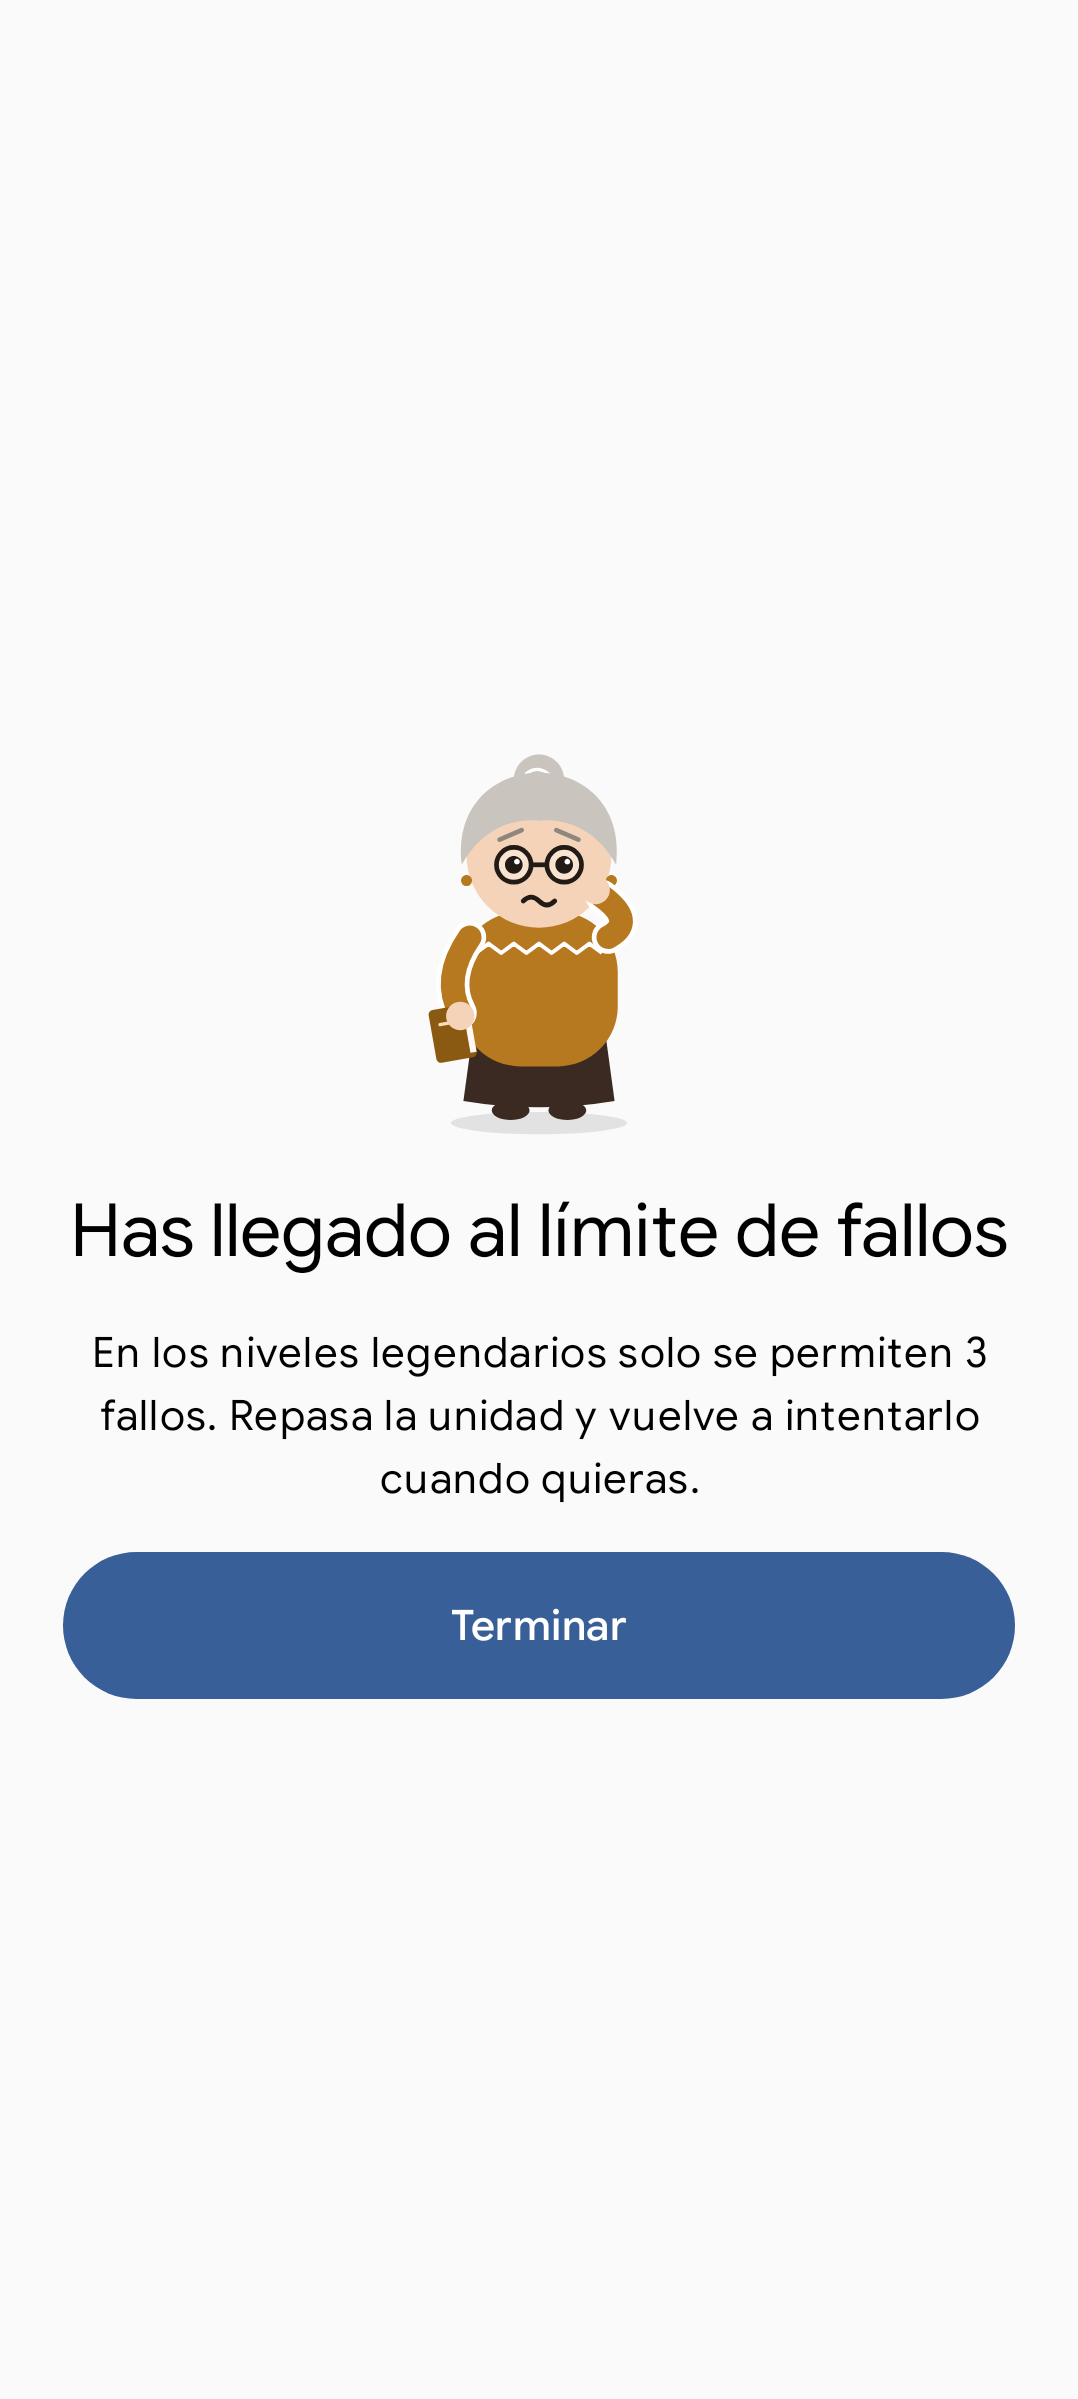 Has llegado al límite de fallos
En los niveles legendarios solo se permiten 3
fallos. Repasa la unidad y vuelve a intentarlo
cuando quieras.
Terminar